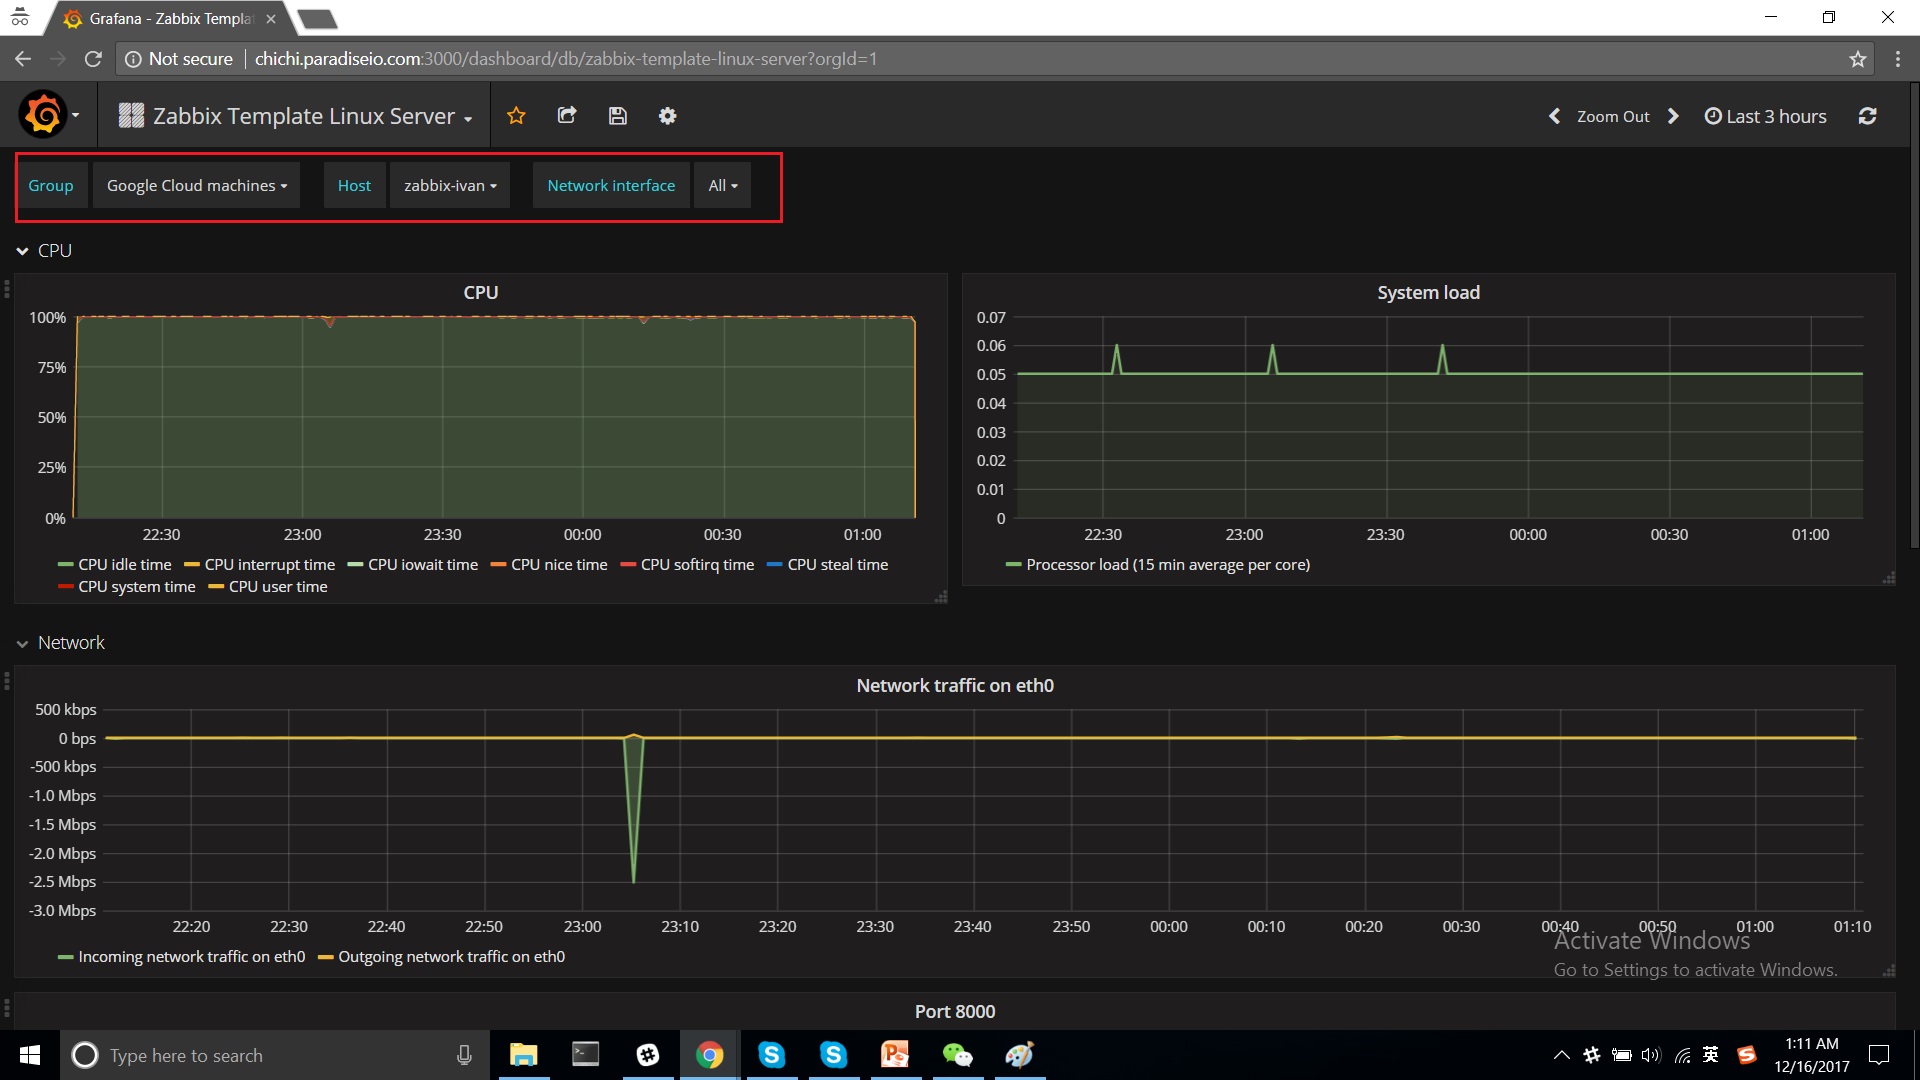 Grafana - Zabbix Templa
Not secure chichi.paradiseio.com:3000/dashboard/db/zabbix-template-linux-server?orgId=1
Zabbix Template Linux Server Zoom Out Last 3 hours
Group Google Cloud machines Host zabbix-ivan Network interface All
CPU
CPU
100%
75%
50%
25%
0%
22:30 23:00 23:30 00:00 00:30 01:00
CPU idle time CPU interrupt time CPU iowait time CPU nice time CPU softirq time CPU steal time
CPU system time CPU user time
System load
0.07
0.06
0.05
0.04
0.03
0.02
0.01
0
22:30 23:00 23:30 00:00 00:30 01:00
Processor load (15 min average per core)
Network
Network traffic on eth0
500 kbps
0 bps
-500 kbps
-1.0 Mbps
-1.5 Mbps
-2.0 Mbps
-2.5 Mbps
-3.0 Mbps
22:20 22:30 22:40 22:50 23:00 23:10 23:20 23:30 23:40 23:50 00:00 00:10 00:20 00:30 00:40 00:50 01:00 01:10
Incoming network traffic on eth0 Outgoing network traffic on eth0
Activate Windows
Go to Settings to activate Windows.
Port 8000
Type here to search
英
1:11 AM
12/16/2017